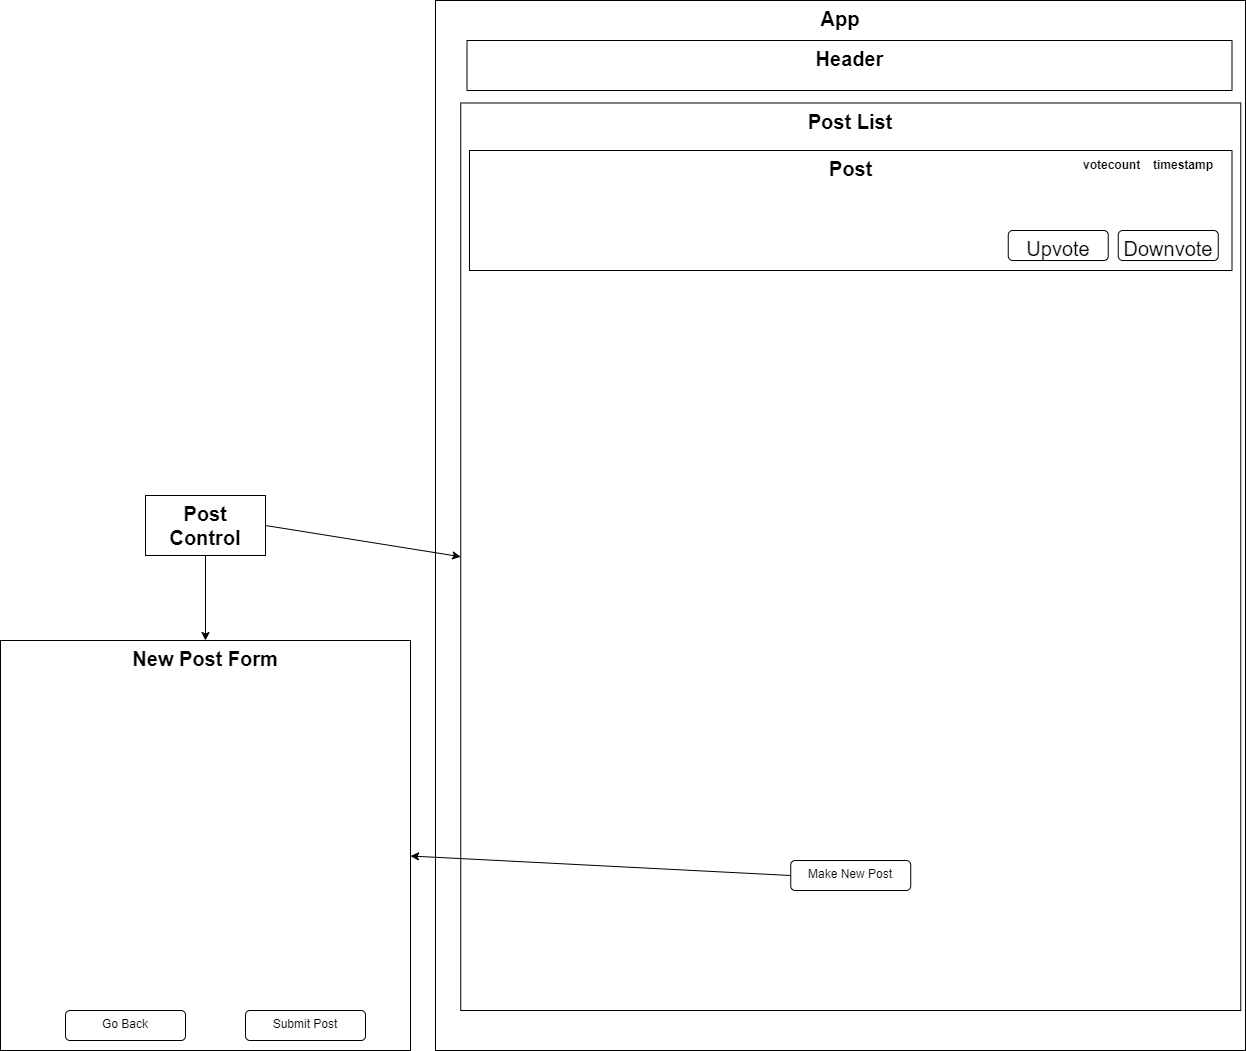 App
Header
Post List
Post
votecount
timestamp
Upvote
Downvote
Post
Control
New Post Form
Make New Post
Go Back
Submit Post